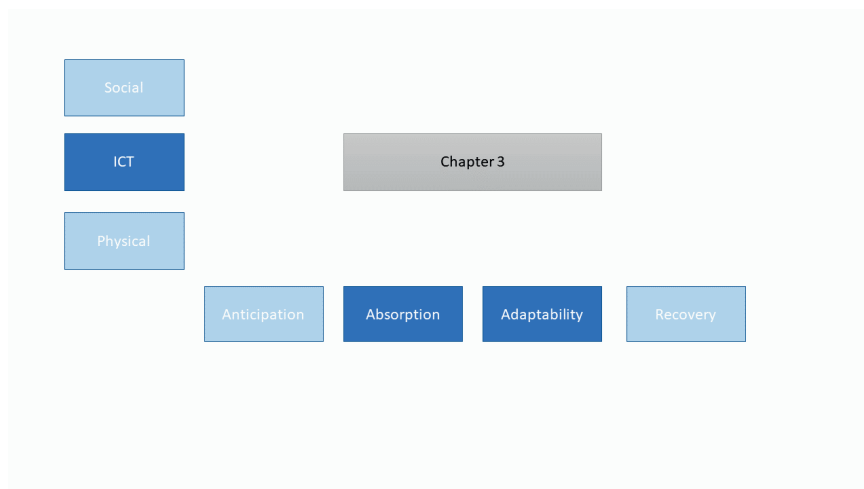 Social
ICT
Chapter 3
Physical
Anticipation
Absorption
Adaptability
Recovery